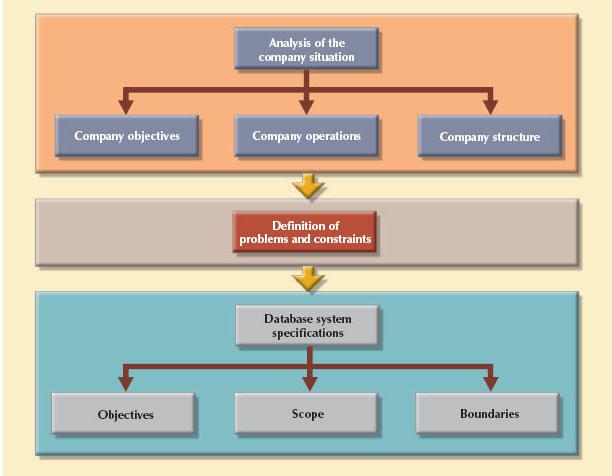 Analysis of the
company situation
Company objectives
Company operations
Company structure
Definition of
problems and constraints
Database system
specifications
Objectives
Scope
Boundaries